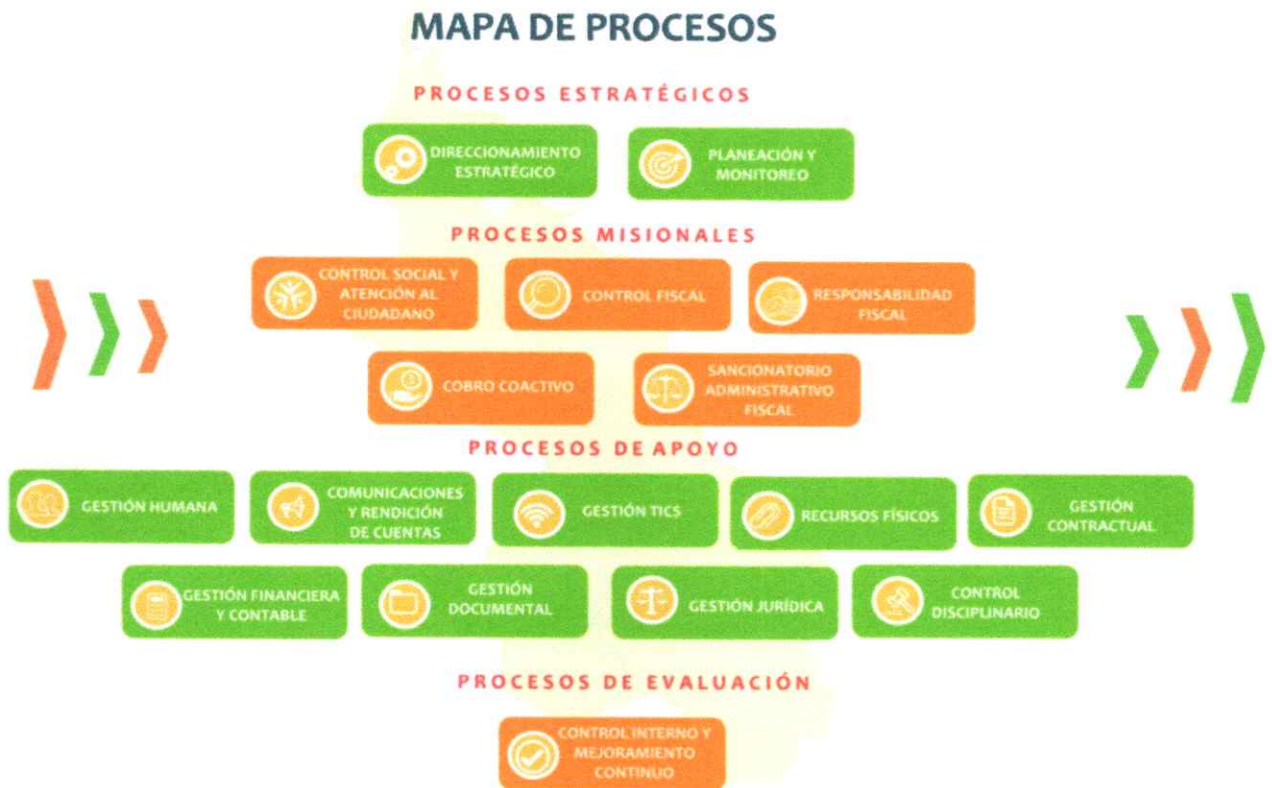 MAPA DE PROCESOS
PROCESOS ESTRATÉGICOS
DIRECCIONAMIENTO
ESTRATÉGICO
PLANEACIÓN Y
MONITOREO
PROCESOS MISIONALES
CONTROL SOCIAL Y
ATENCIÓN AL
CIUDADANO
CONTROL FISCAL
RESPONSABILIDAD
FISCAL
COBRO COACTIVO
SANCIONATORIO
ADMINISTRATIVO
FISCAL
PROCESOS DE APOYO
GESTIÓN HUMANA
COMUNICACIONES
Y RENDICIÓN
DE CUENTAS
GESTIÓN TICS
RECURSOS FÍSICOS
GESTIÓN
CONTRACTUAL
GESTIÓN FINANCIERA
Y CONTABLE
GESTIÓN
DOCUMENTAL
GESTIÓN JURÍDICA
CONTROL
DISCIPLINARIO
PROCESOS DE EVALUACIÓN
CONTROL INTERNO Y
MEJORAMIENTO
CONTINUO